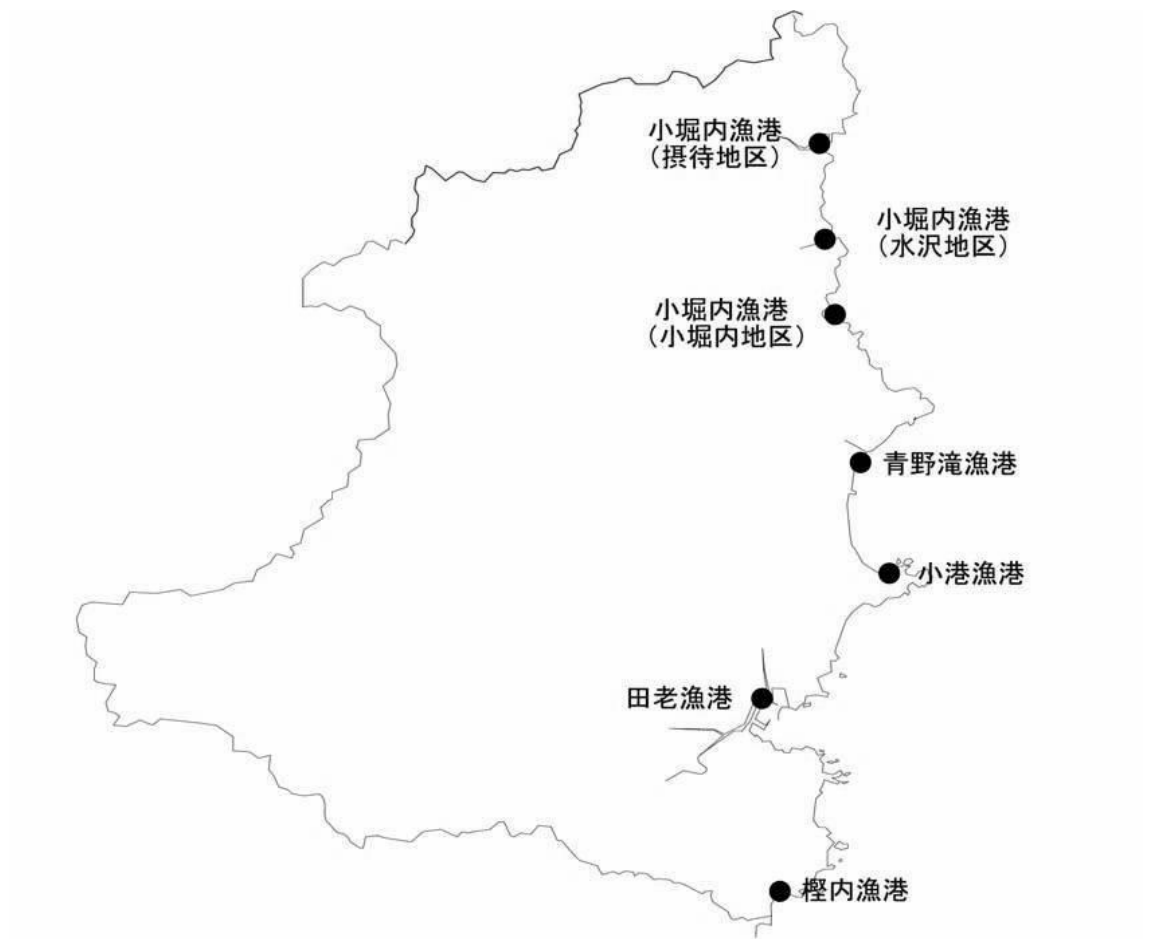 小堀内漁港
（摂待地区）
小堀内漁港
（水沢地区）
小堀内漁港
（小堀内地区）
青野滝漁港
小港漁港
田老漁港
樫内漁港